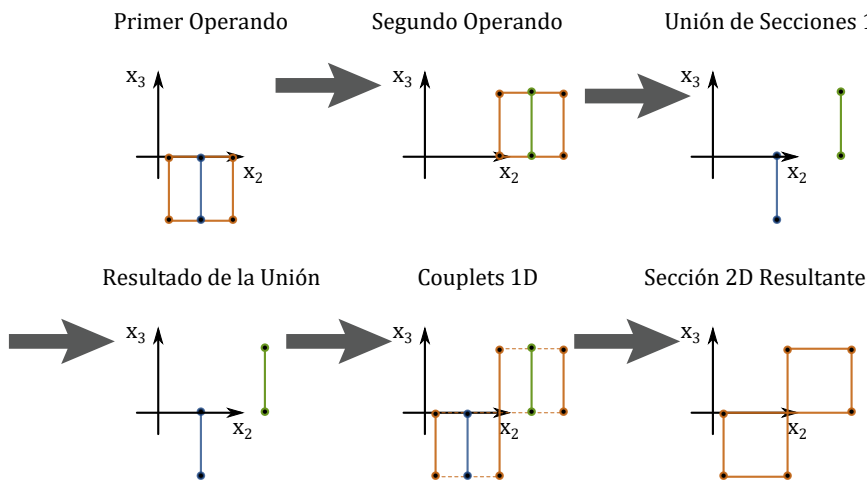 Primer Operando
Segundo Operando
Unión de Secciones 1
x3
x2
x3
x2
x3
x2
Resultado de la Unión
Couplets 1D
Sección 2D Resultante
x3
x2
x3
x2
x3
x2